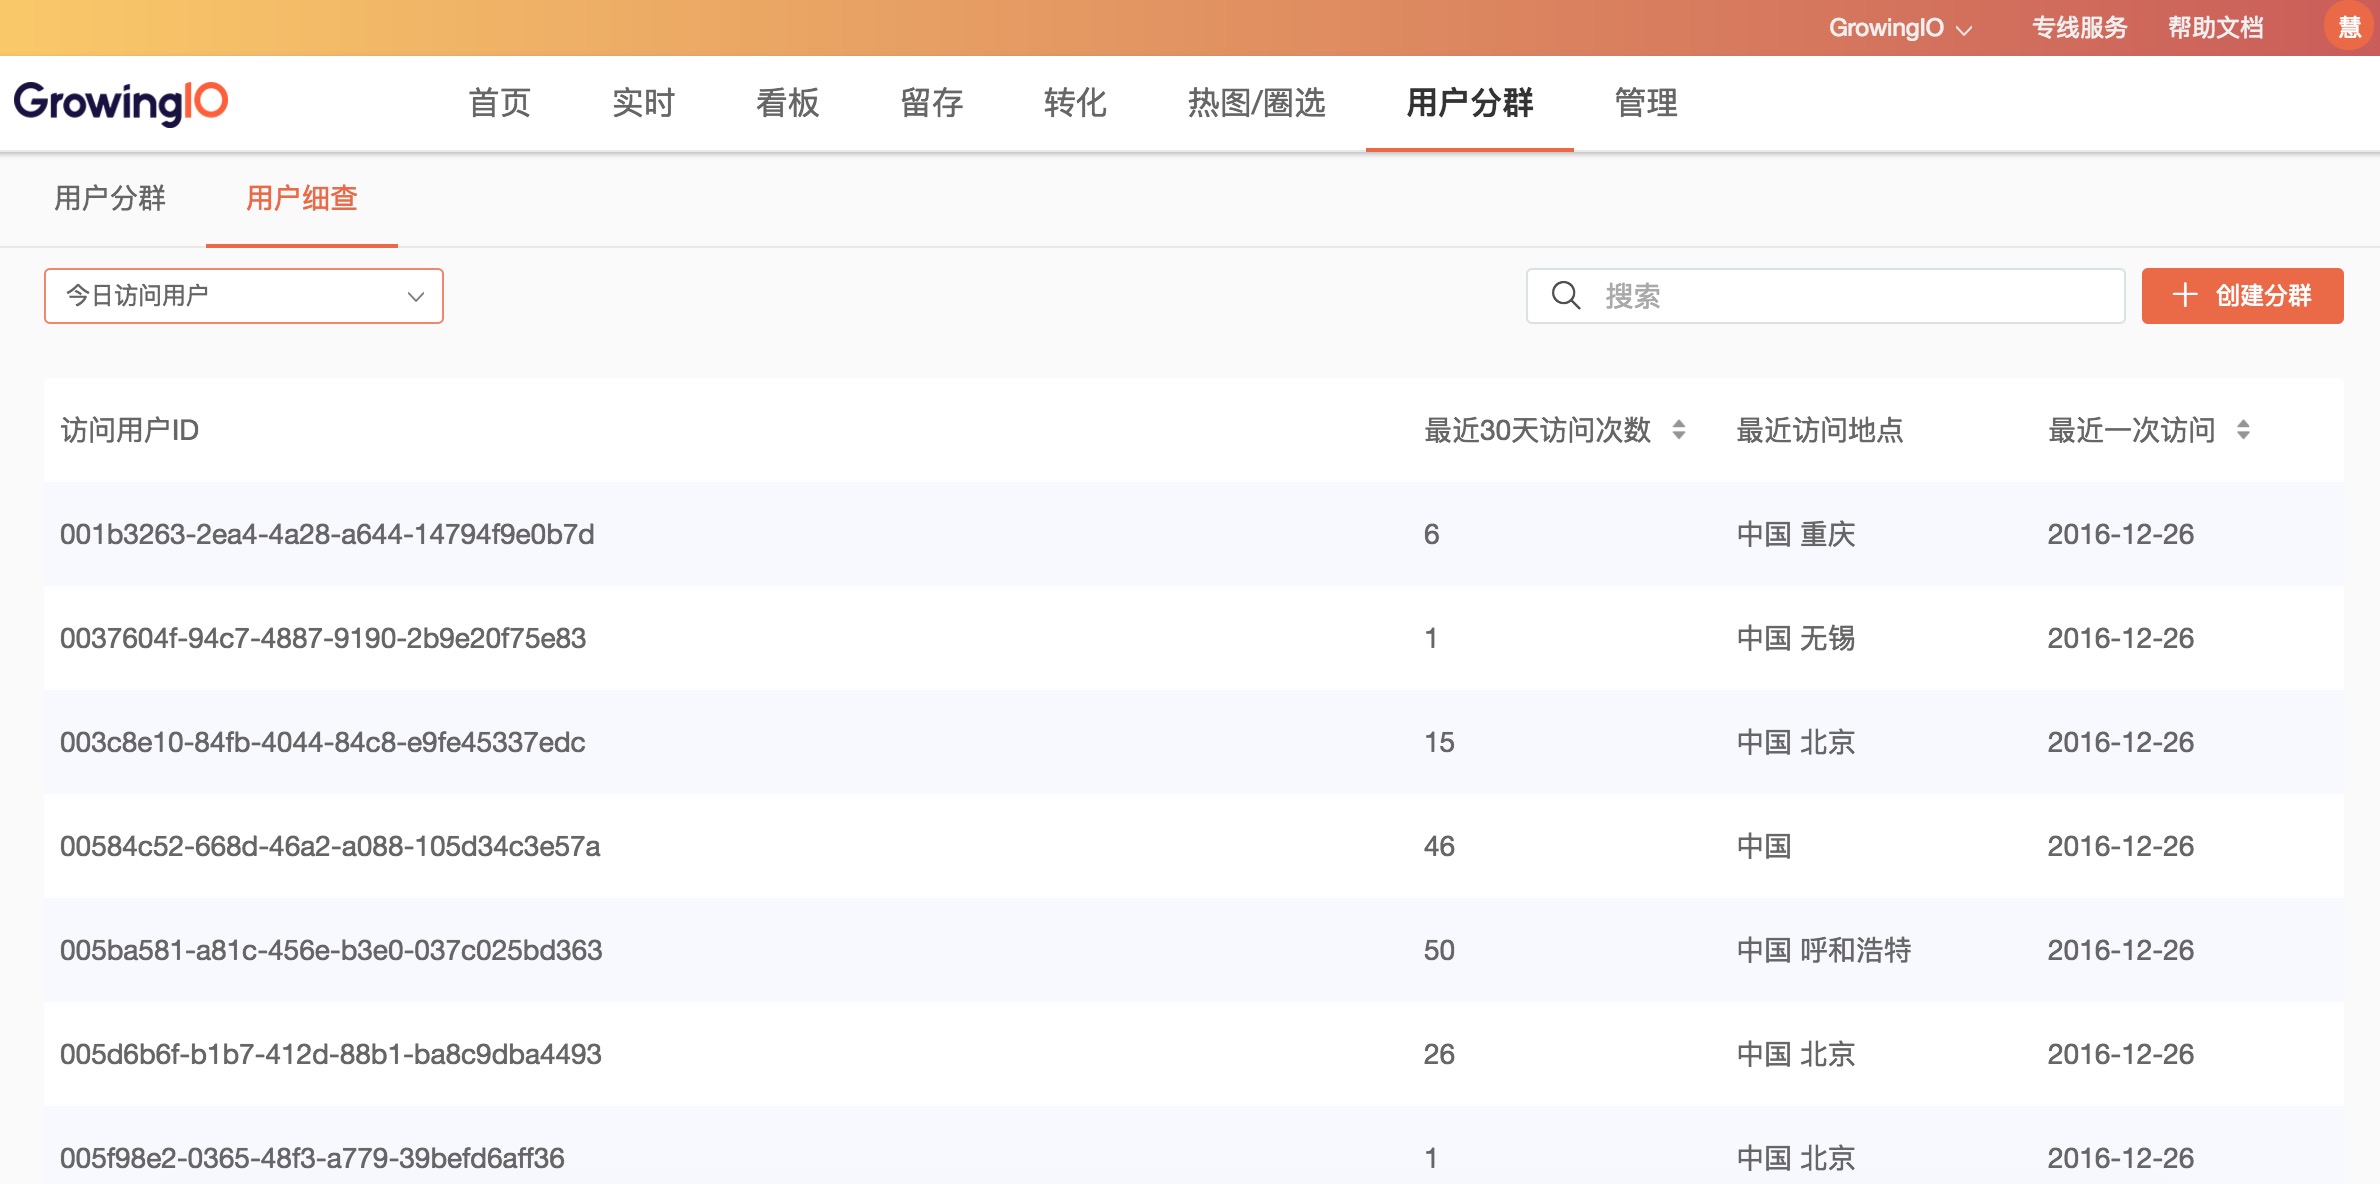 GrowingIO 专线服务 帮助文档 慧
GrowingIO 首页 实时 看板 留存 转化 热图/圈选 用户分群 管理
用户分群 用户细查
今日访问用户 搜索 创建分群
访问用户ID 最近30天访问次数 最近访问地点 最近一次访问
001b3263-2ea4-4a28-a644-14794f9e0b7d 6 中国 重庆 2016-12-26
0037604f-94c7-4887-9190-2b9e20f75e83 1 中国 无锡 2016-12-26
003c8e10-84fb-4044-84c8-e9fe45337edc 15 中国 北京 2016-12-26
00584c52-668d-46a2-a088-105d34c3e57a 46 中国 2016-12-26
005ba581-a81c-456e-b3e0-037c025bd363 50 中国 呼和浩特 2016-12-26
005d6b6f-b1b7-412d-88b1-ba8c9dba4493 26 中国 北京 2016-12-26
005f98e2-0365-48f3-a779-39befd6aff36 1 中国 北京 2016-12-26